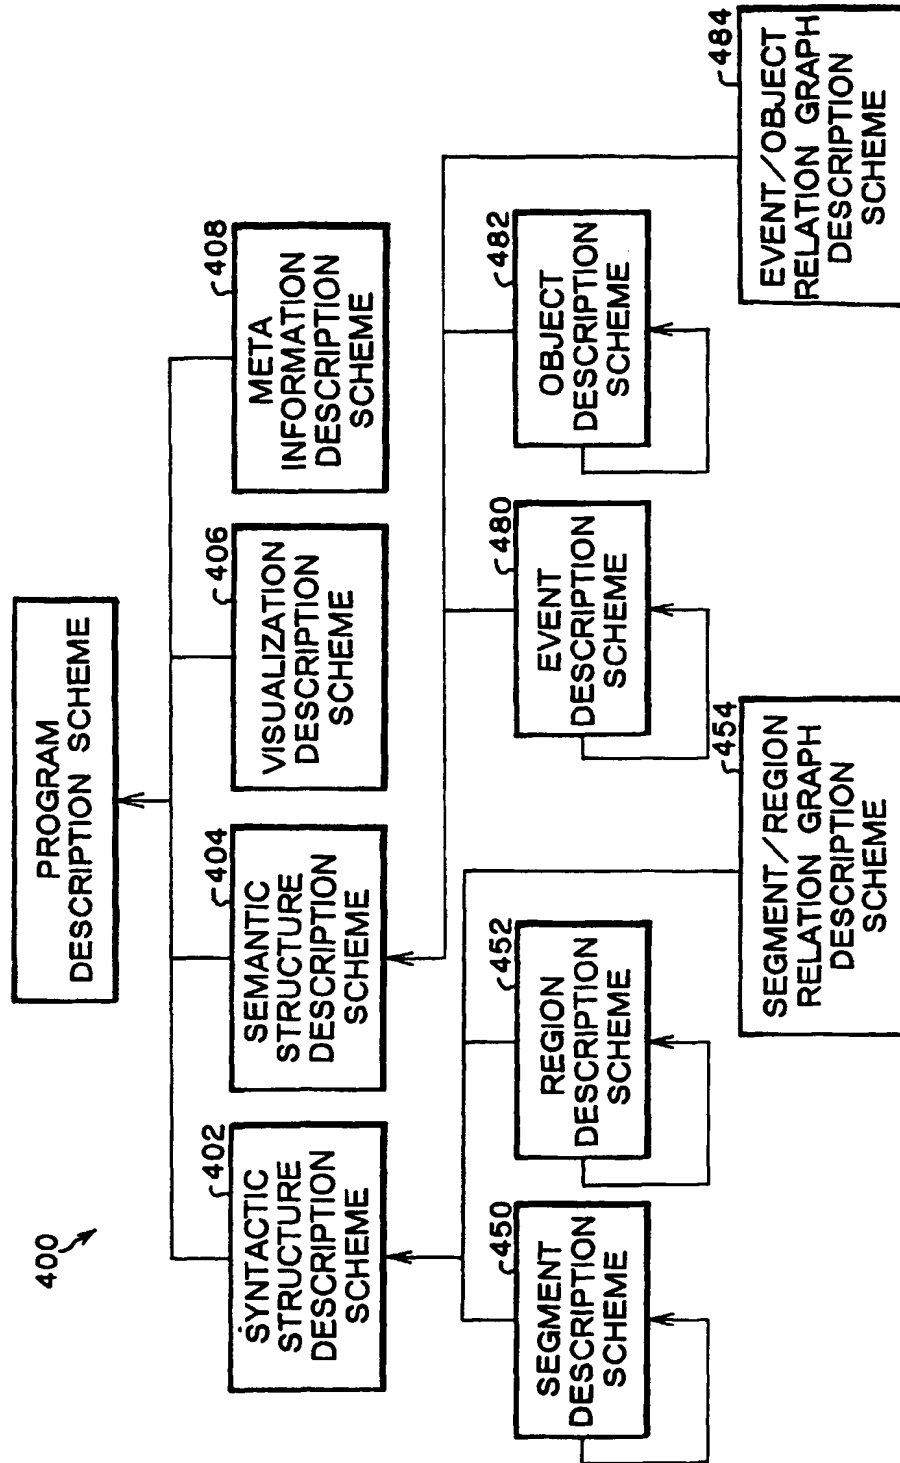 400
PROGRAM
DESCRIPTION SCHEME
402
SYNTACTIC
STRUCTURE
DESCRIPTION
SCHEME
404
SEMANTIC
STRUCTURE
DESCRIPTION
SCHEME
406
VISUALIZATION
DESCRIPTION
SCHEME
408
META
INFORMATION
DESCRIPTION
SCHEME
450
SEGMENT
DESCRIPTION
SCHEME
452
REGION
DESCRIPTION
SCHEME
454
SEGMENT/REGION
RELATION GRAPH
DESCRIPTION
SCHEME
480
EVENT
DESCRIPTION
SCHEME
482
OBJECT
DESCRIPTION
SCHEME
484
EVENT/OBJECT
RELATION GRAPH
DESCRIPTION
SCHEME